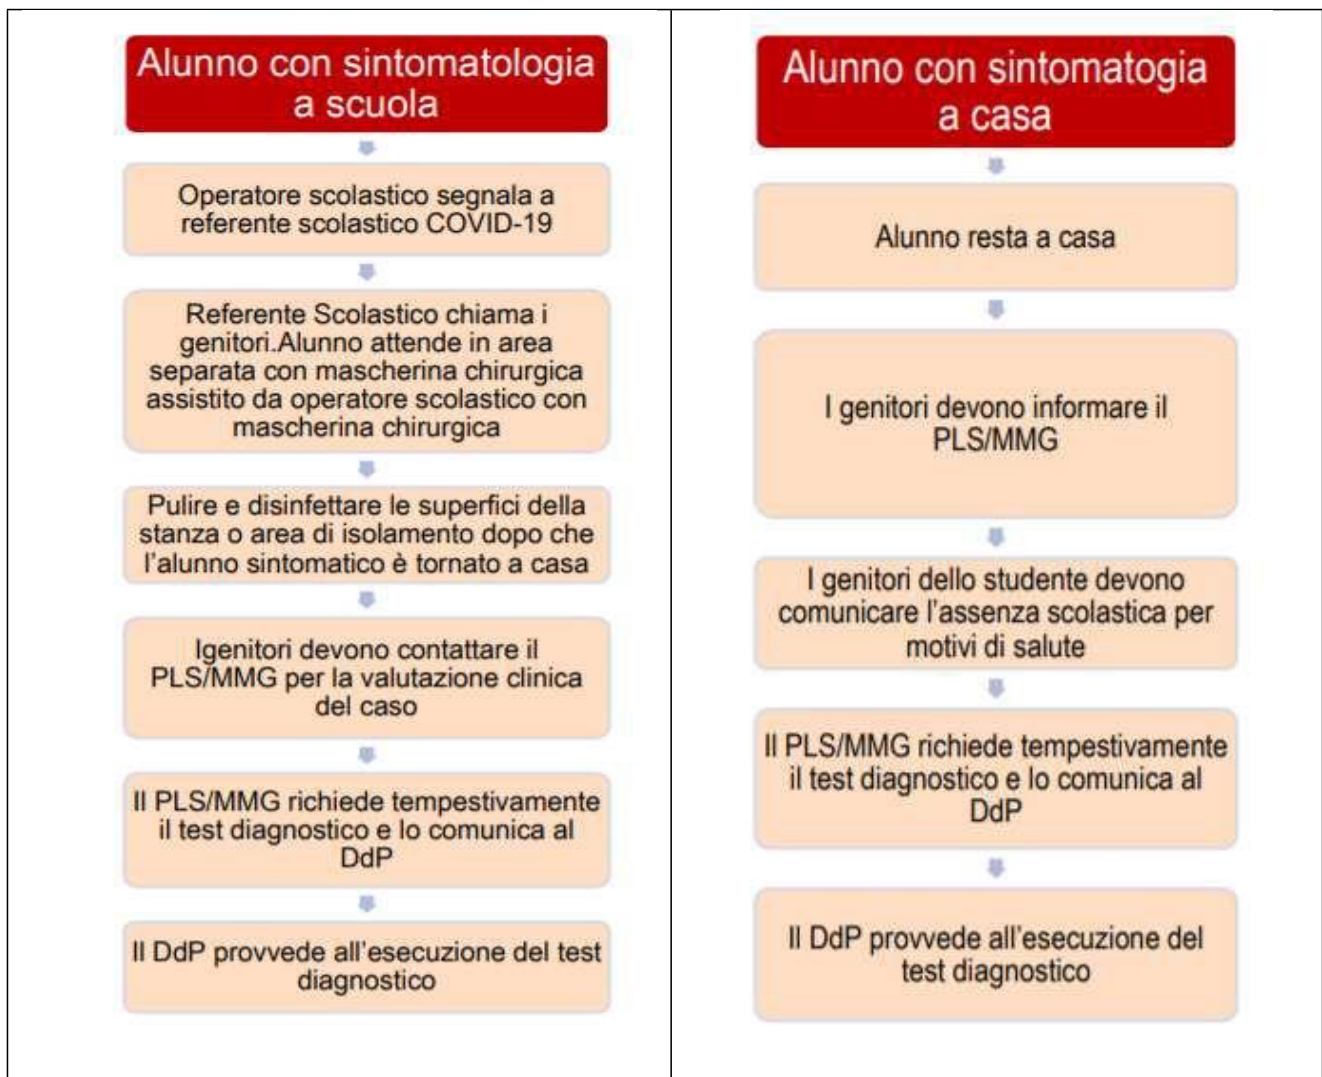 Alunno con sintomatologia
a scuola
Operatore scolastico segnala a
referente scolastico COVID-19
Referente Scolastico chiama i
genitori.Alunno attende in area
separata con mascherina chirurgica
assistito da operatore scolastico con
mascherina chirurgica
Pulire e disinfettare le superfici della
stanza o area di isolamento dopo che
l'alunno sintomatico è tornato a casa
Igenitori devono contattare il
PLS/MMG per la valutazione clinica
del caso
Il PLS/MMG richiede tempestivamente
il test diagnostico e lo comunica al
DdP
Il DdP provvede all'esecuzione del test
diagnostico
Alunno con sintomatogia
a casa
Alunno resta a casa
I genitori devono informare il
PLS/MMG
I genitori dello studente devono
comunicare l'assenza scolastica per
motivi di salute
Il PLS/MMG richiede tempestivamente
il test diagnostico e lo comunica al
DdP
Il DdP provvede all'esecuzione del
test diagnostico